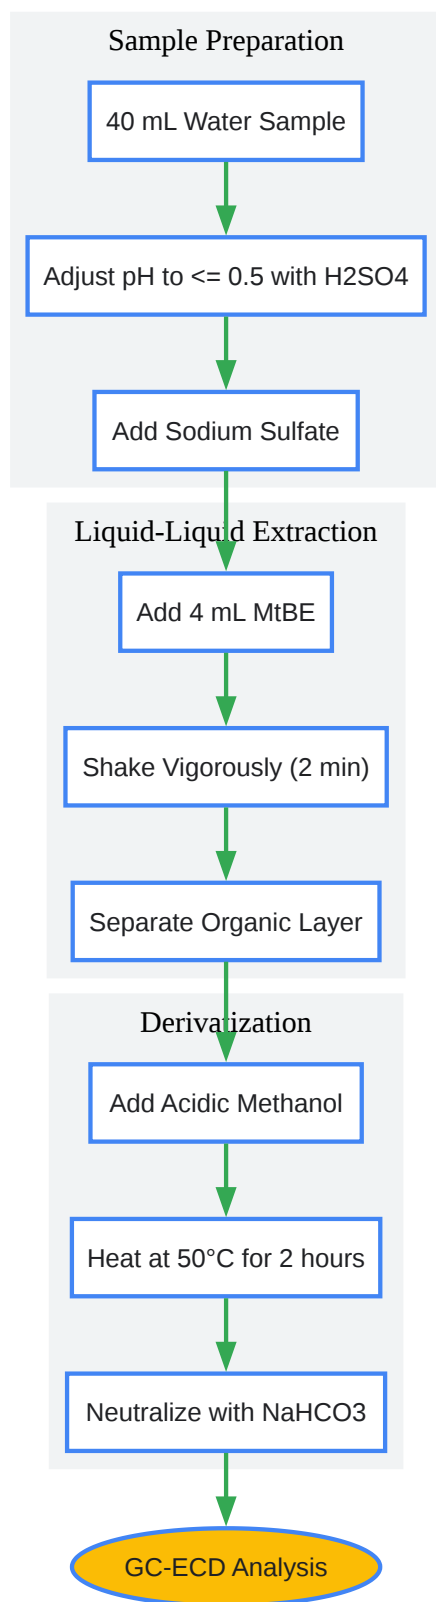 Sample Preparation
40 mL Water Sample
Adjust pH to <= 0.5 with H2SO4
Add Sodium Sulfate
Liquid-Liquid Extraction
Add 4 mL MtBE
Shake Vigorously (2 min)
Separate Organic Layer
Derivatization
Add Acidic Methanol
Heat at 50°C for 2 hours
Neutralize with NaHCO3
GC-ECD Analysis